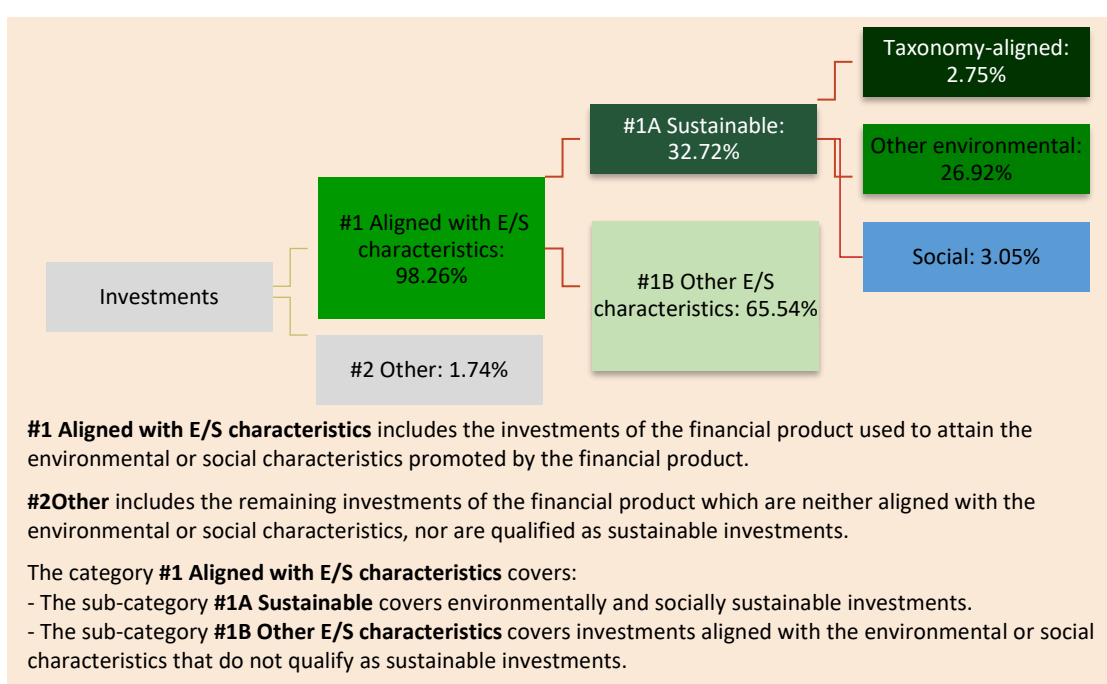 Taxonomy-aligned:
2.75%
#1A Sustainable:
32.72%
Other environmental:
26.92%
#1 Aligned with E/S
characteristics:
98.26%
Social: 3.05%
Investments
#1B Other E/S
characteristics: 65.54%
#2 Other: 1.74%
#1 Aligned with E/S characteristics includes the investments of the financial product used to attain the
environmental or social characteristics promoted by the financial product.
#2Other includes the remaining investments of the financial product which are neither aligned with the
environmental or social characteristics, nor are qualified as sustainable investments.
The category #1 Aligned with E/S characteristics covers:
- The sub-category #1A Sustainable covers environmentally and socially sustainable investments.
- The sub-category #1B Other E/S characteristics covers investments aligned with the environmental or social
characteristics that do not qualify as sustainable investments.